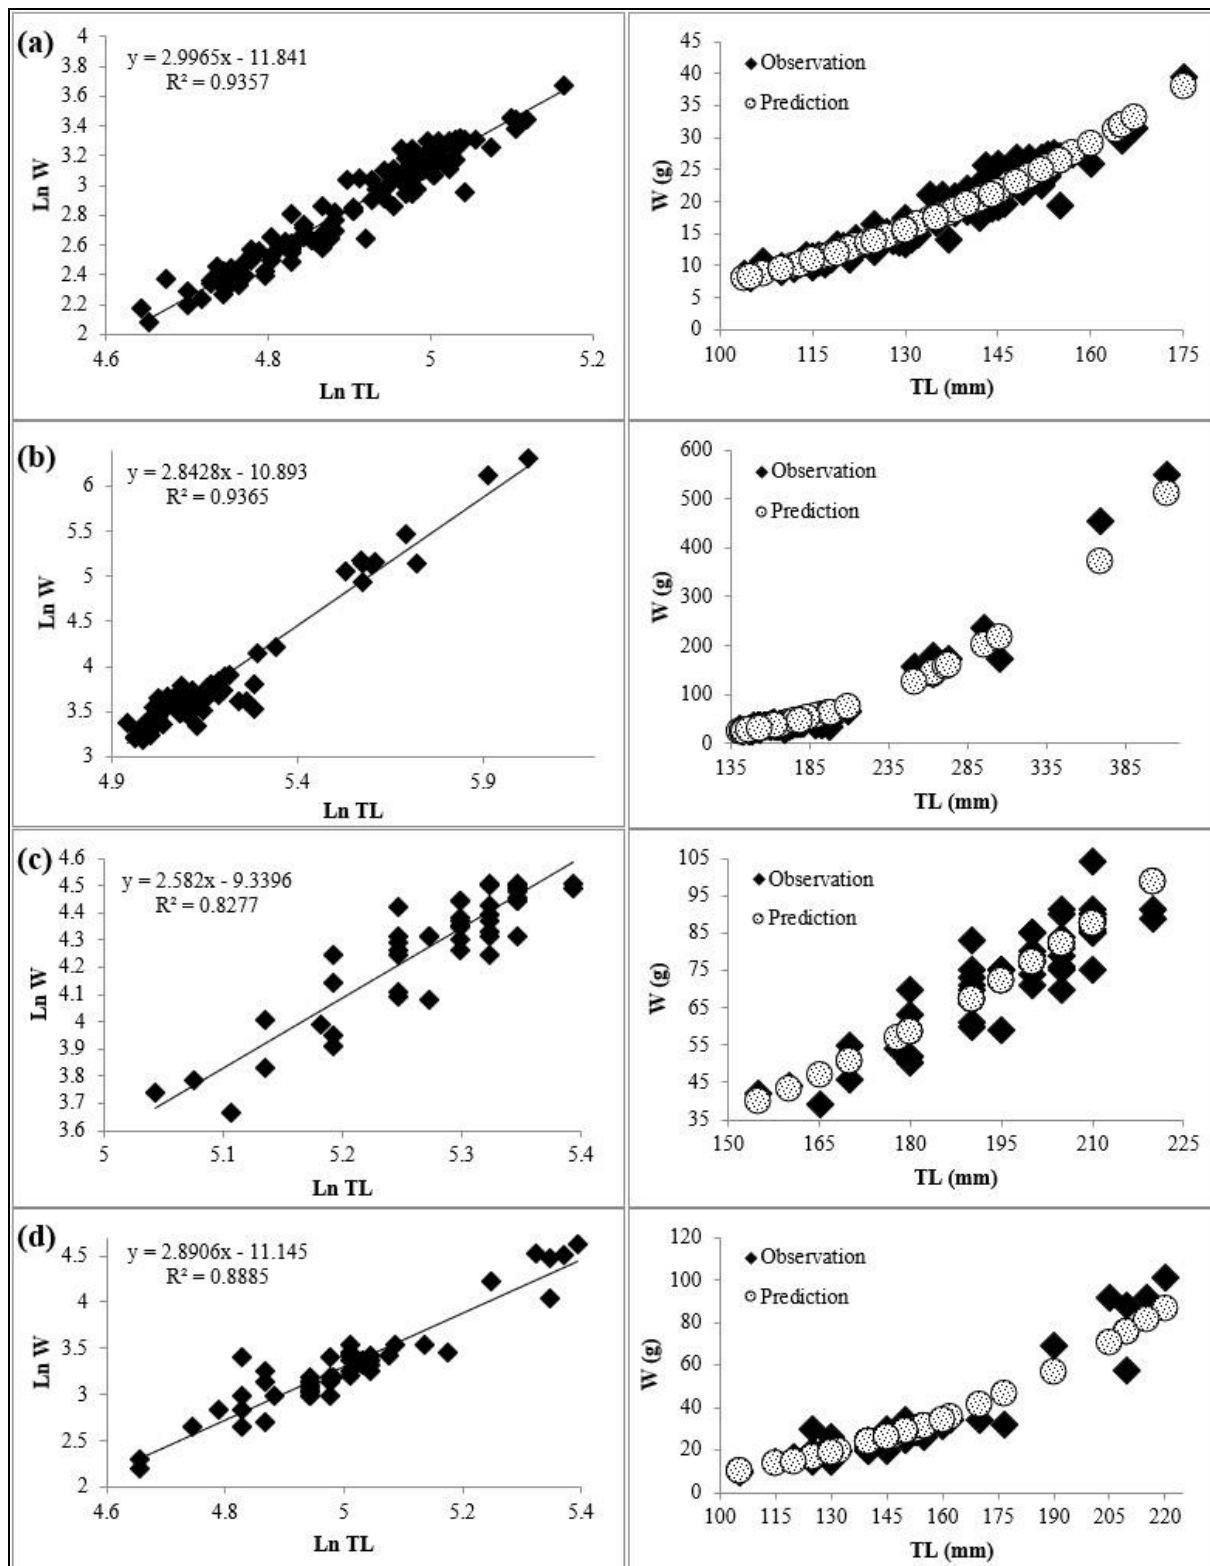 (a)
y = 2.9965x - 11.841
R² = 0.9357
Ln W
4
3.8
3.6
3.4
3.2
3
2.8
2.6
2.4
2.2
2
4.6 4.8 5 5.2
Ln TL
Observation
Prediction
W (g)
45
40
35
30
25
20
15
10
5
0
100 115 130 145 160 175
TL (mm)
(b)
y = 2.8428x - 10.893
R² = 0.9365
Ln W
6
5.5
5
4.5
4
3.5
3
4.9 5.4 5.9
Ln TL
Observation
Prediction
W (g)
600
500
400
300
200
100
0
135 185 235 285 335 385
TL (mm)
(c)
y = 2.582x - 9.3396
R² = 0.8277
Ln W
4.6
4.5
4.4
4.3
4.2
4.1
4
3.9
3.8
3.7
3.6
5 5.1 5.2 5.3 5.4
Ln TL
Observation
Prediction
W (g)
105
95
85
75
65
55
45
35
150 165 180 195 210 225
TL (mm)
(d)
y = 2.8906x - 11.145
R² = 0.8885
Ln W
4.5
4
3.5
3
2.5
2
4.6 4.8 5 5.2 5.4
Ln TL
Observation
Prediction
W (g)
120
100
80
60
40
20
0
100 115 130 145 160 175 190 205 220
TL (mm)